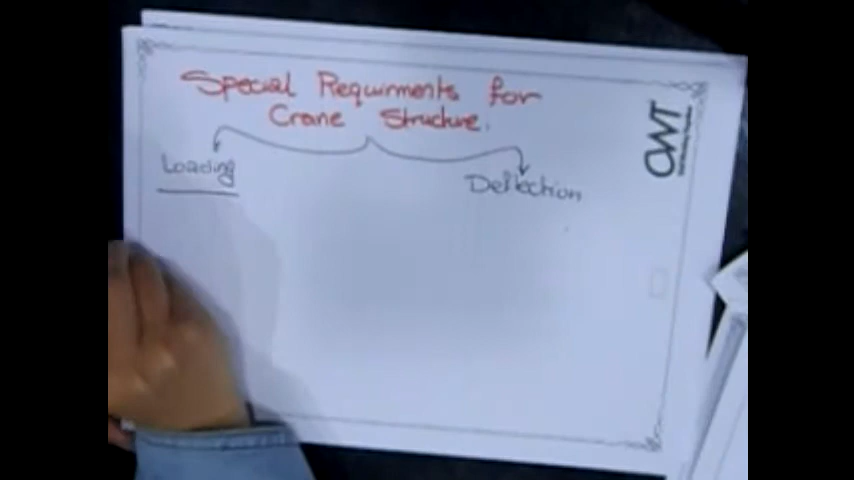 Special Requirments for
Crane Structure.
Loading
Deflection
CWT